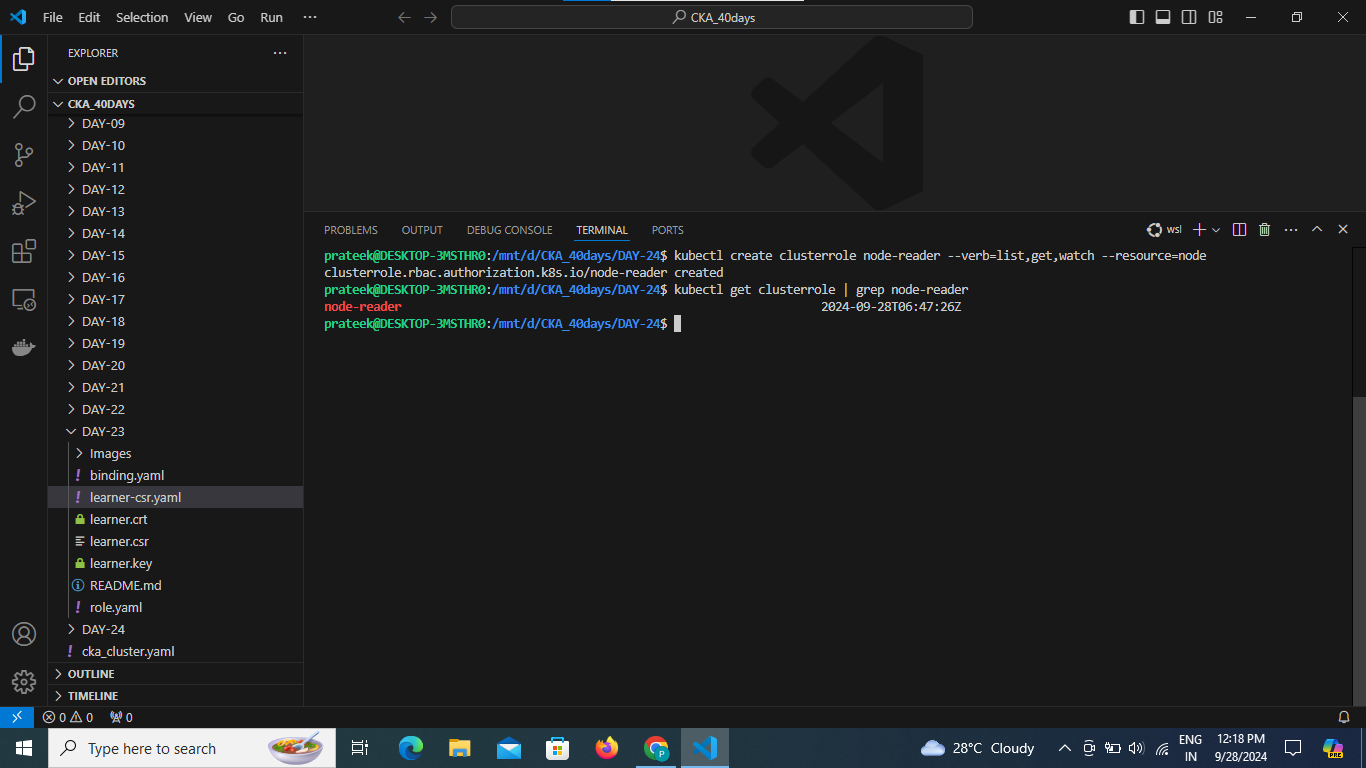 File Edit Selection View Go Run ···
CKA_40days
EXPLORER ···
OPEN EDITORS
CKA_40DAYS
DAY-09
DAY-10
DAY-11
DAY-12
DAY-13
DAY-14
DAY-15
DAY-16
DAY-17
DAY-18
DAY-19
DAY-20
DAY-21
DAY-22
DAY-23
Images
! binding.yaml
! learner-csr.yaml
learner.crt
learner.csr
learner.key
README.md
! role.yaml
DAY-24
! cka_cluster.yaml
OUTLINE
TIMELINE
PROBLEMS OUTPUT DEBUG CONSOLE TERMINAL PORTS wsl ···
prateek@DESKTOP-3MSTHR0:/mnt/d/CKA_40days/DAY-24$ kubectl create clusterrole node-reader --verb=list,get,watch --resource=node
clusterrole.rbac.authorization.k8s.io/node-reader created
prateek@DESKTOP-3MSTHR0:/mnt/d/CKA_40days/DAY-24$ kubectl get clusterrole | grep node-reader
node-reader 2024-09-28T06:47:26Z
prateek@DESKTOP-3MSTHR0:/mnt/d/CKA_40days/DAY-24$
0 0 0
Type here to search
P
28°C Cloudy
ENG
IN
12:18 PM
9/28/2024
PRE